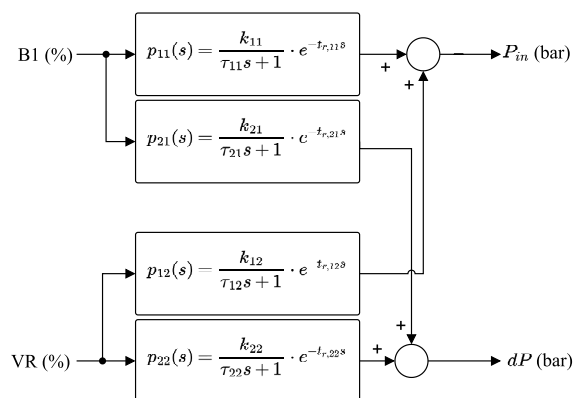 B1 (%)
p₁₁(s) = k₁₁ / (τ₁₁s + 1) · e^(−t_r,11 s)
+
−
P_in (bar)
+
p₂₁(s) = k₂₁ / (τ₂₁s + 1) · c^(−t_r,21 s)
p₁₂(s) = k₁₂ / (τ₁₂s + 1) · e^( t_r,12 s)
+
VR (%)
p₂₂(s) = k₂₂ / (τ₂₂s + 1) · e^(−t_r,22 s)
+
dP (bar)